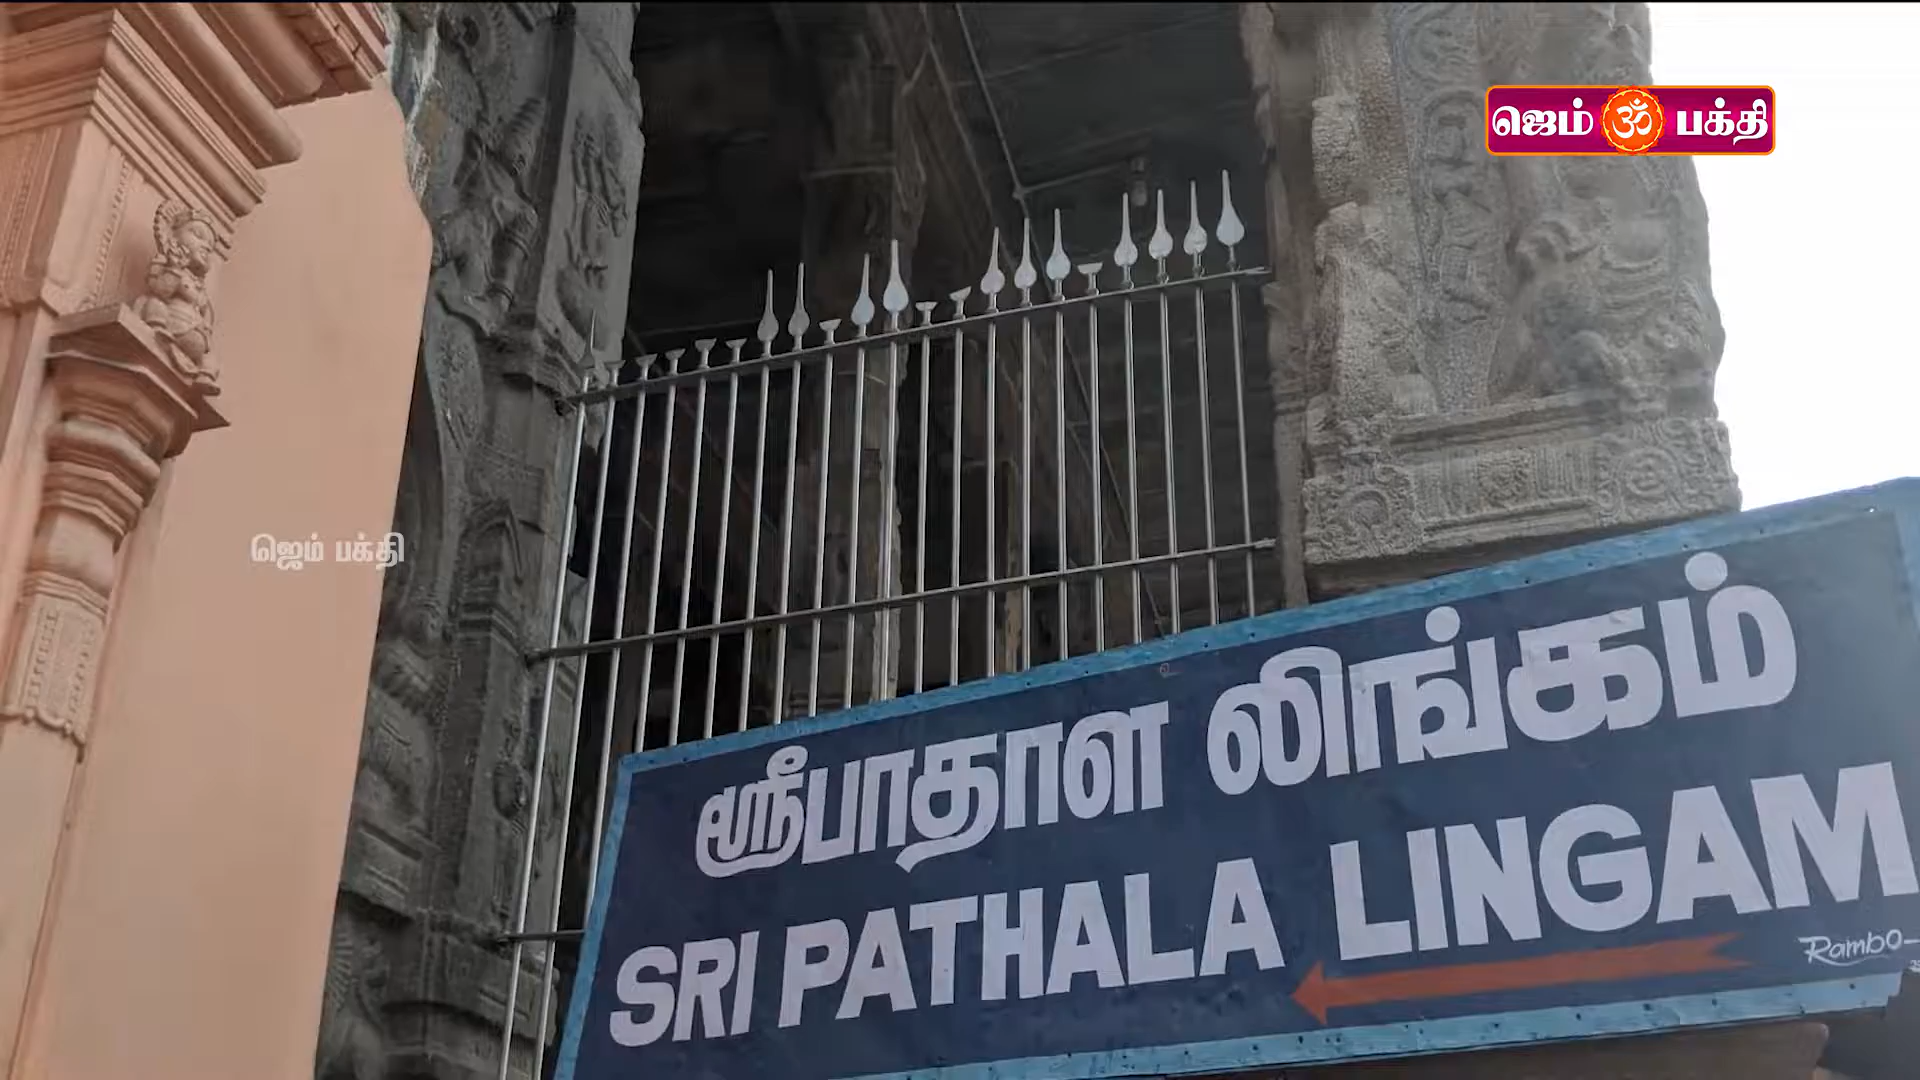 ஜெம் ௐ பக்தி
ஜெம் பக்தி
ஸ்ரீபாதாள லிங்கம்
SRI PATHALA LINGAM
Rambo